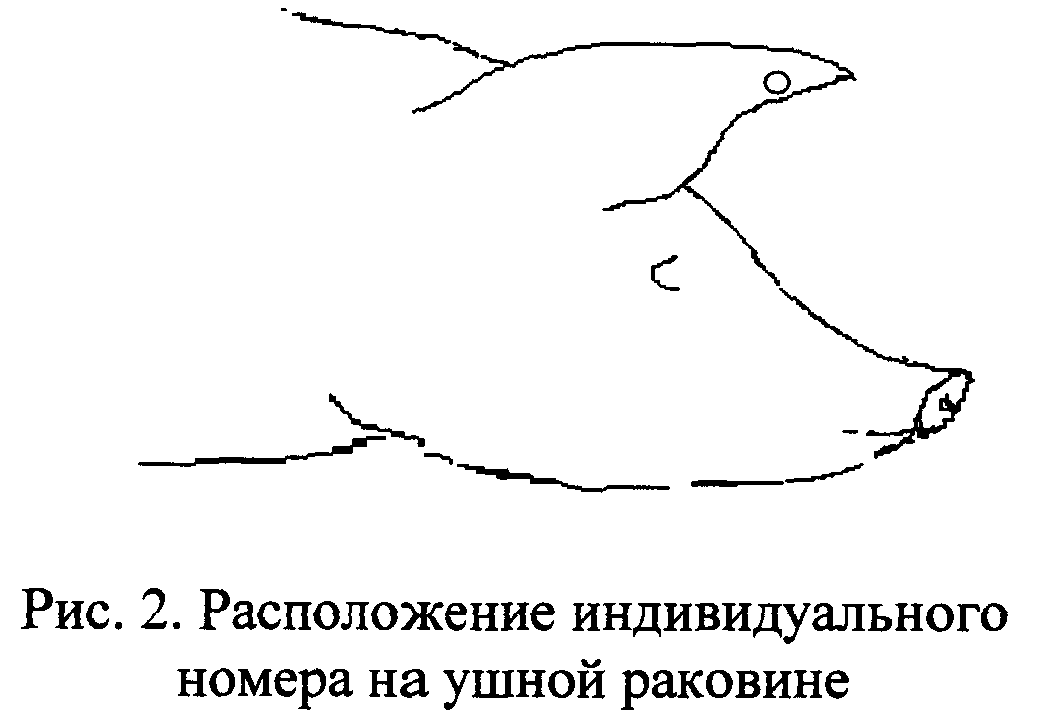 Рис. 2. Расположение индивидуального
номера на ушной раковине